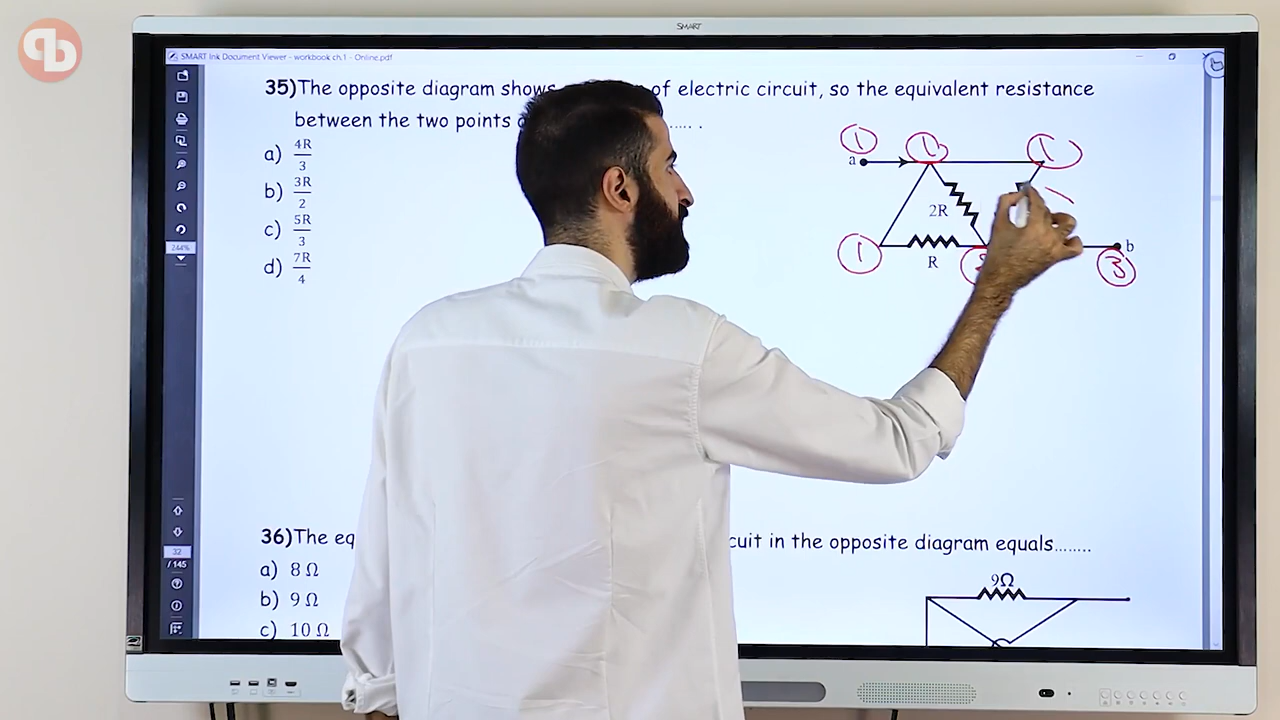 SMART
SMART Ink Document Viewer - workbook ch.1 - Online.pdf
35)The opposite diagram shows of electric circuit, so the equivalent resistance
between the two points
a) 4R/3
b) 3R/2
c) 5R/3
d) 7R/4
1 1
a
2R
1 R 3 b
244%
36)The eq cuit in the opposite diagram equals........
a) 8 Ω
b) 9 Ω
c) 10 Ω
9Ω
32
/ 145